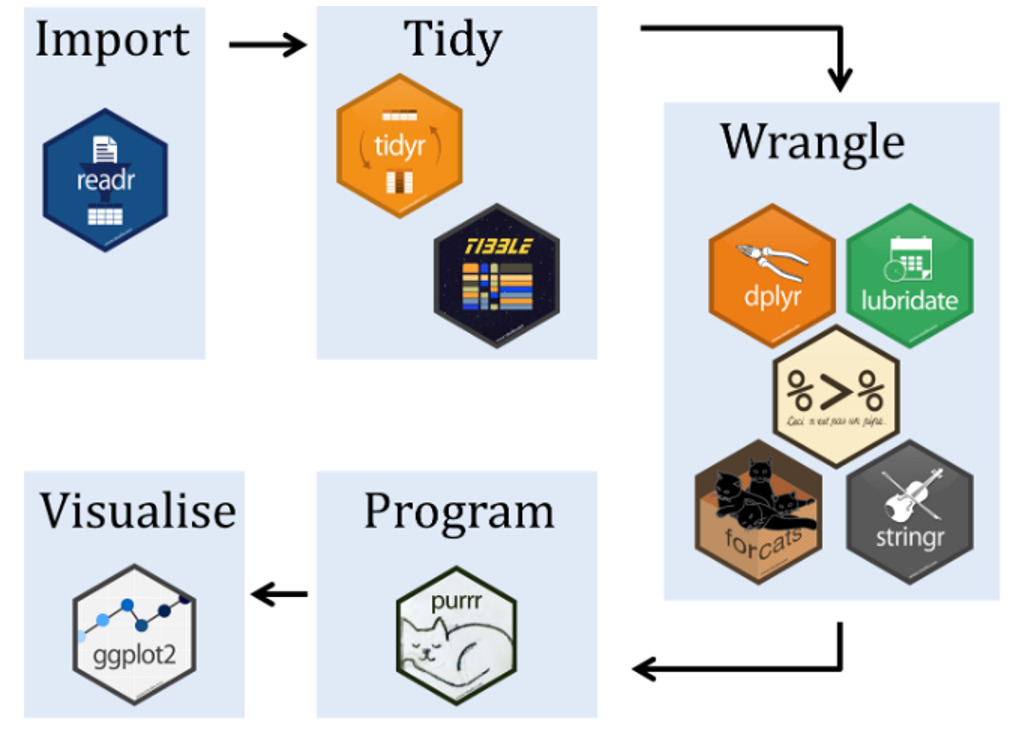 Import
Tidy
readr
tidyr
TIBBLE
Wrangle
dplyr
lubridate
%>%
Ceci n'est pas un pipe.
forcats
stringr
Program
purrr
Visualise
ggplot2